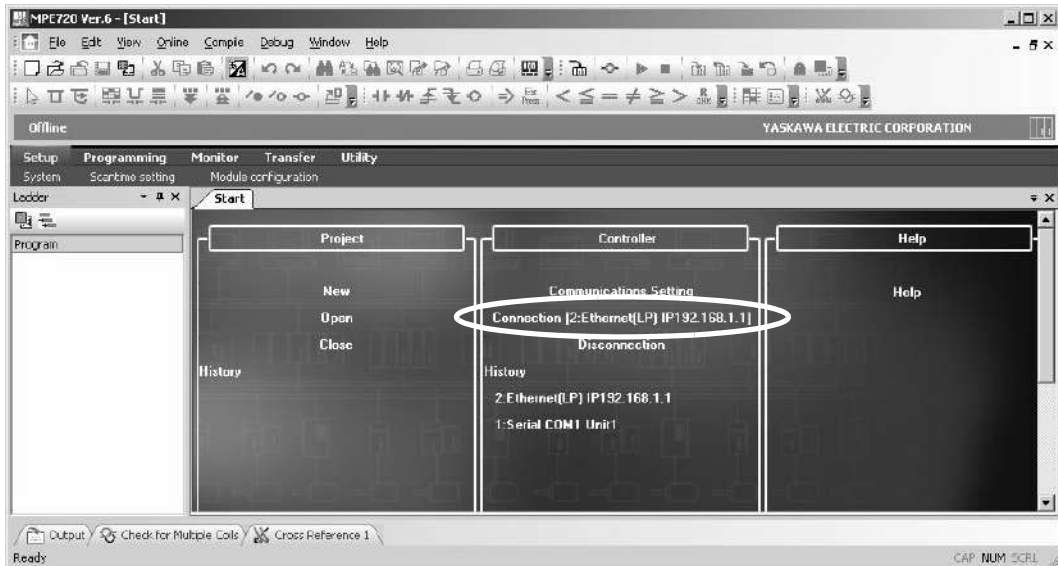 MPE720 Ver.6 - [Start]
File Edit View Online Compile Debug Window Help
Offline
YASKAWA ELECTRIC CORPORATION
Setup Programming Monitor Transfer Utility
System Scantime setting Module configuration
Ladder
Start
Program
Project
New
Open
Close
History
Controller
Communications Setting
Connection [2:Ethernet(LP) IP192.168.1.1]
Disconnection
History
2:Ethernet(LP) IP192.168.1.1
1:Serial COM1 Unit1
Help
Help
Output Check for Multiple Coils Cross Reference 1
Ready
CAP NUM SCRL